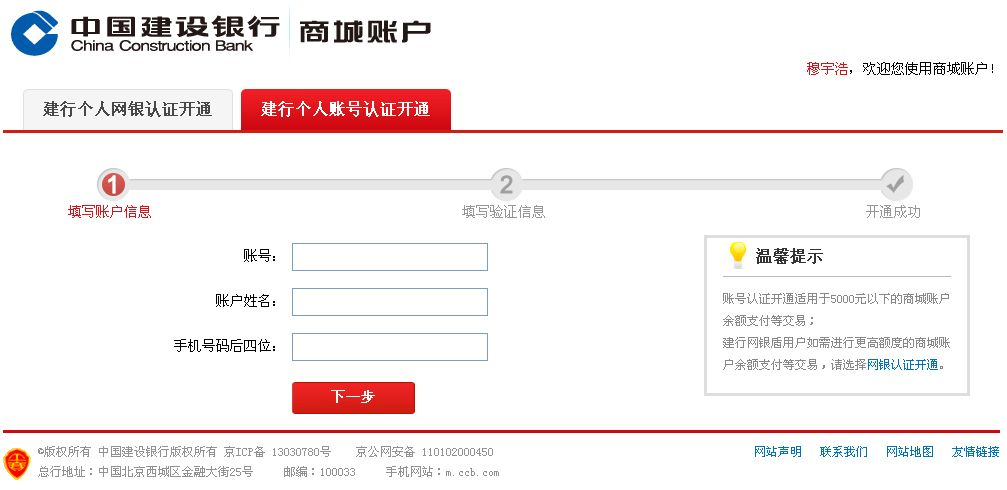 中国建设银行 商城账户
China Construction Bank
穆宇浩，欢迎您使用商城账户！
建行个人网银认证开通 建行个人账号认证开通
1 2
填写账户信息 填写验证信息 开通成功
账号：
账户姓名：
手机号码后四位：
下一步
温馨提示
账号认证开通适用于5000元以下的商城账户
余额支付等交易；
建行网银盾用户如需进行更高额度的商城账
户余额支付等交易，请选择网银认证开通。
©版权所有 中国建设银行版权所有 京ICP备 13030780号 京公网安备 110102000450
网站声明 联系我们 网站地图 友情链接
总行地址：中国北京西城区金融大街25号 邮编：100033 手机网站：m.ccb.com